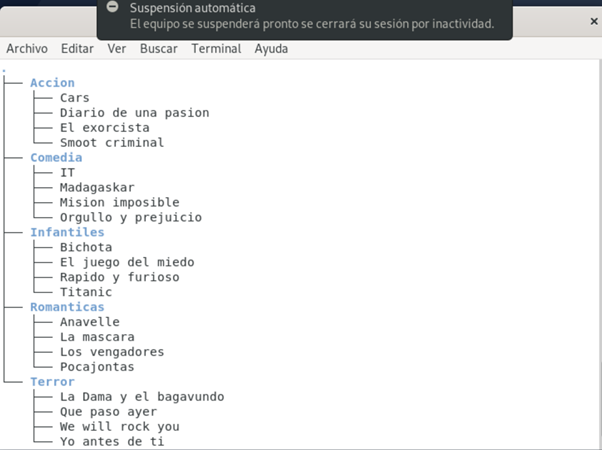 Suspensión automática
El equipo se suspenderá pronto se cerrará su sesión por inactividad.
Archivo Editar Ver Buscar Terminal Ayuda
.
├── Accion
│   ├── Cars
│   ├── Diario de una pasion
│   ├── El exorcista
│   └── Smoot criminal
├── Comedia
│   ├── IT
│   ├── Madagaskar
│   ├── Mision imposible
│   └── Orgullo y prejuicio
├── Infantiles
│   ├── Bichota
│   ├── El juego del miedo
│   ├── Rapido y furioso
│   └── Titanic
├── Romanticas
│   ├── Anavelle
│   ├── La mascara
│   ├── Los vengadores
│   └── Pocajontas
└── Terror
    ├── La Dama y el bagavundo
    ├── Que paso ayer
    ├── We will rock you
    └── Yo antes de ti